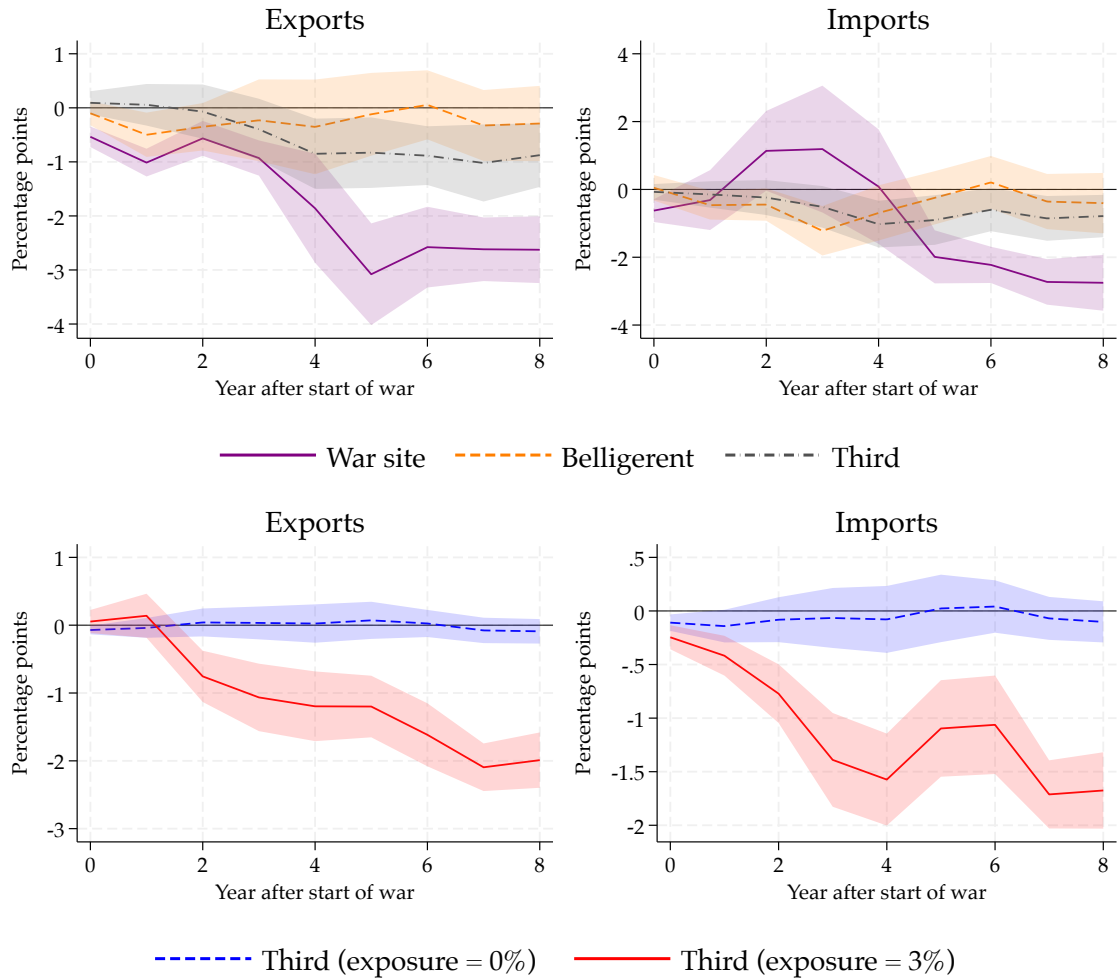 Exports
Imports
Percentage points
1
0
-1
-2
-3
-4
0 2 4 6 8
Year after start of war
Percentage points
4
2
0
-2
-4
0 2 4 6 8
Year after start of war
War site Belligerent Third
Exports
Imports
Percentage points
1
0
-1
-2
-3
0 2 4 6 8
Year after start of war
Percentage points
.5
0
-.5
-1
-1.5
-2
0 2 4 6 8
Year after start of war
Third (exposure = 0%) Third (exposure = 3%)